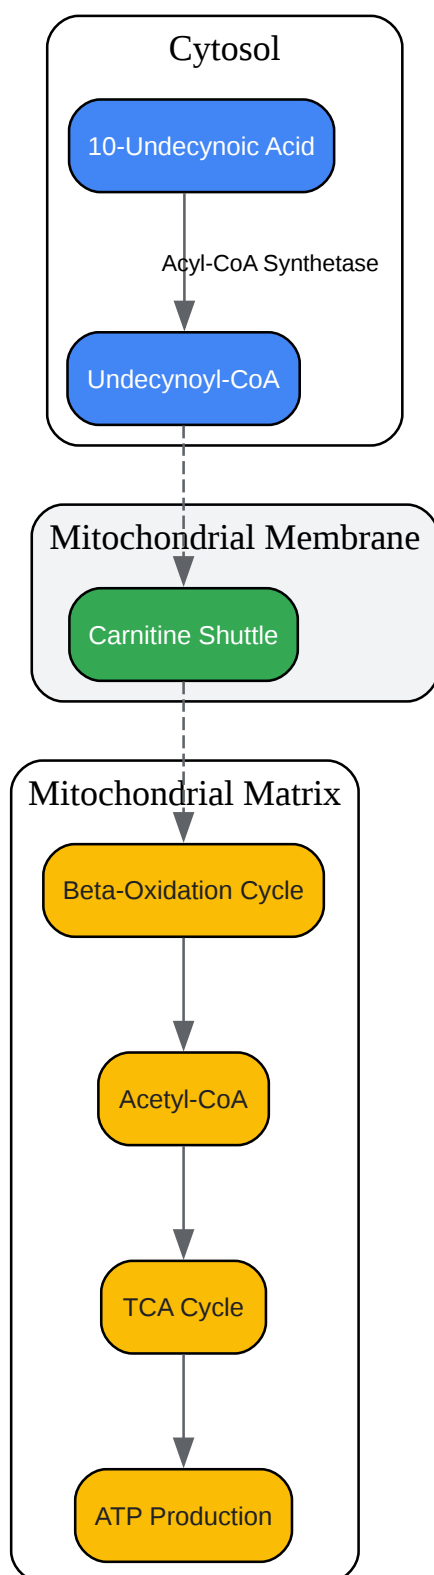 Cytosol
10-Undecynoic Acid
Acyl-CoA Synthetase
Undecynoyl-CoA
Mitochondrial Membrane
Carnitine Shuttle
Mitochondrial Matrix
Beta-Oxidation Cycle
Acetyl-CoA
TCA Cycle
ATP Production